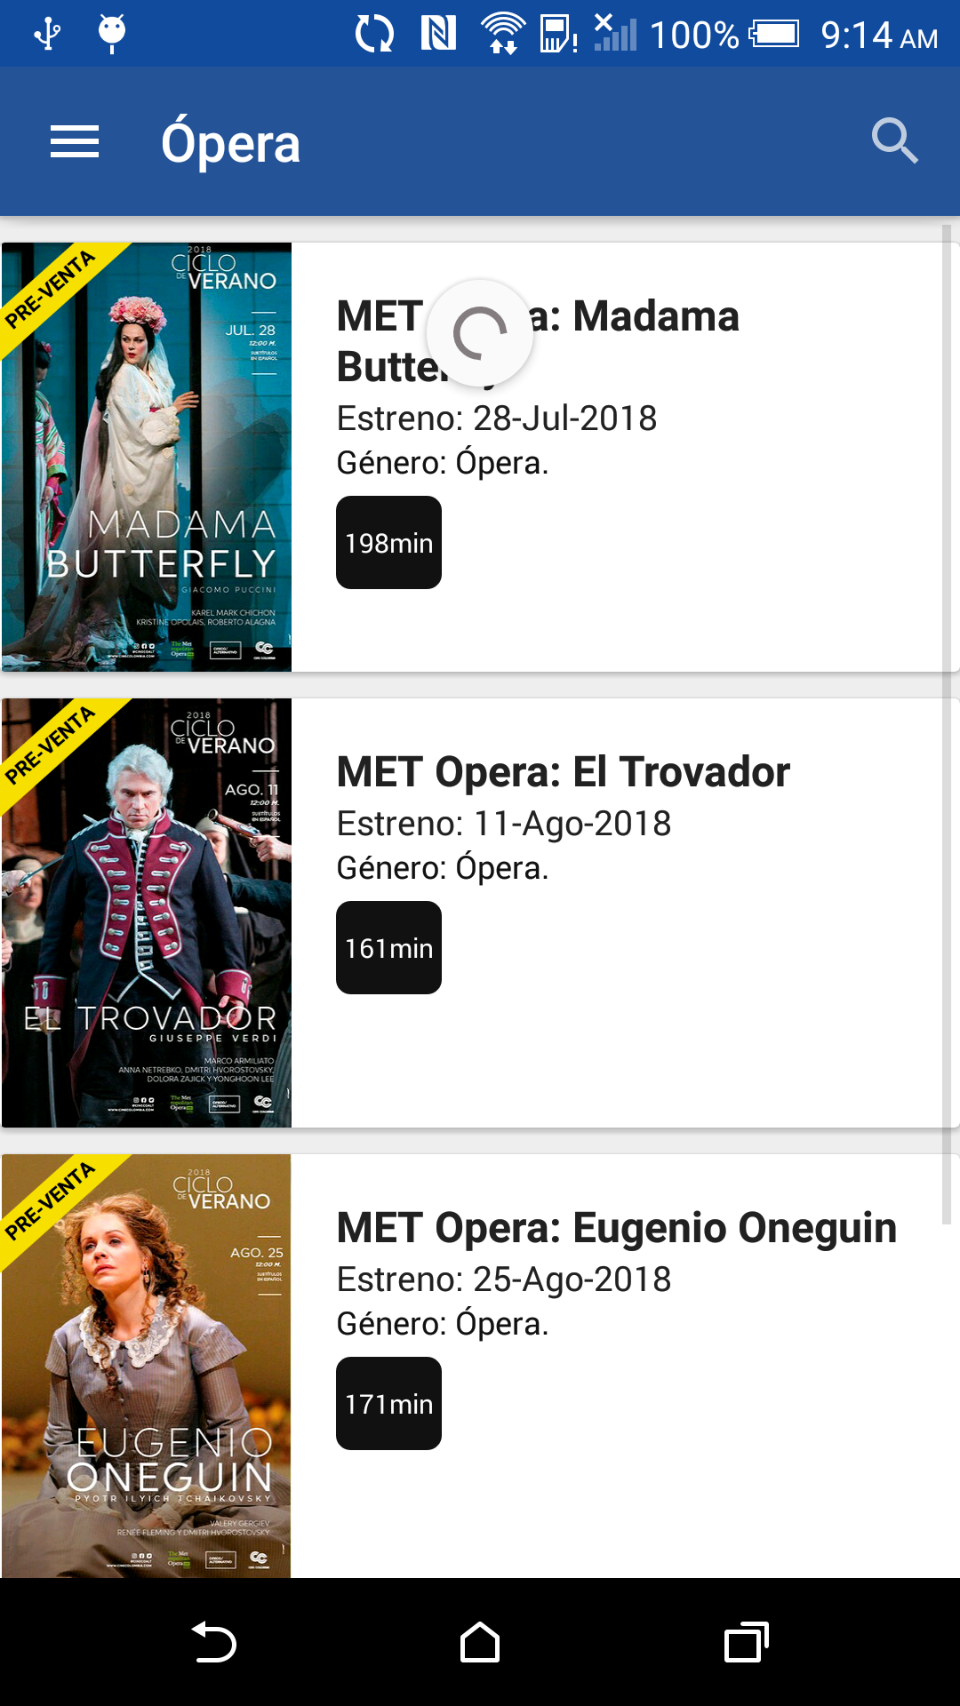 100% 9:14 AM
Ópera
PRE-VENTA
2018
CICLO
DE VERANO
JUL. 28
12:00 M.
SUBTÍTULOS
EN ESPAÑOL
MADAMA
BUTTERFLY
GIACOMO PUCCINI
KAREL MARK CHICHON
KRISTINE OPOLAIS, ROBERTO ALAGNA
MET a: Madama
Butterfly
Estreno: 28-Jul-2018
Género: Ópera.
198min
PRE-VENTA
2018
CICLO
DE VERANO
AGO. 11
12:00 M.
SUBTÍTULOS
EN ESPAÑOL
EL TROVADOR
GIUSEPPE VERDI
MARCO ARMILIATO
ANNA NETREBKO, DMITRI HVOROSTOVSKY,
DOLORA ZAJICK Y YONGHOON LEE
MET Opera: El Trovador
Estreno: 11-Ago-2018
Género: Ópera.
161min
PRE-VENTA
2018
CICLO
DE VERANO
AGO. 25
12:00 M.
SUBTÍTULOS
EN ESPAÑOL
EUGENIO
ONEGUIN
PYOTR ILYICH TCHAIKOVSKY
VALERY GERGIEV
RENÉE FLEMING Y DMITRI HVOROSTOVSKY
MET Opera: Eugenio Oneguin
Estreno: 25-Ago-2018
Género: Ópera.
171min